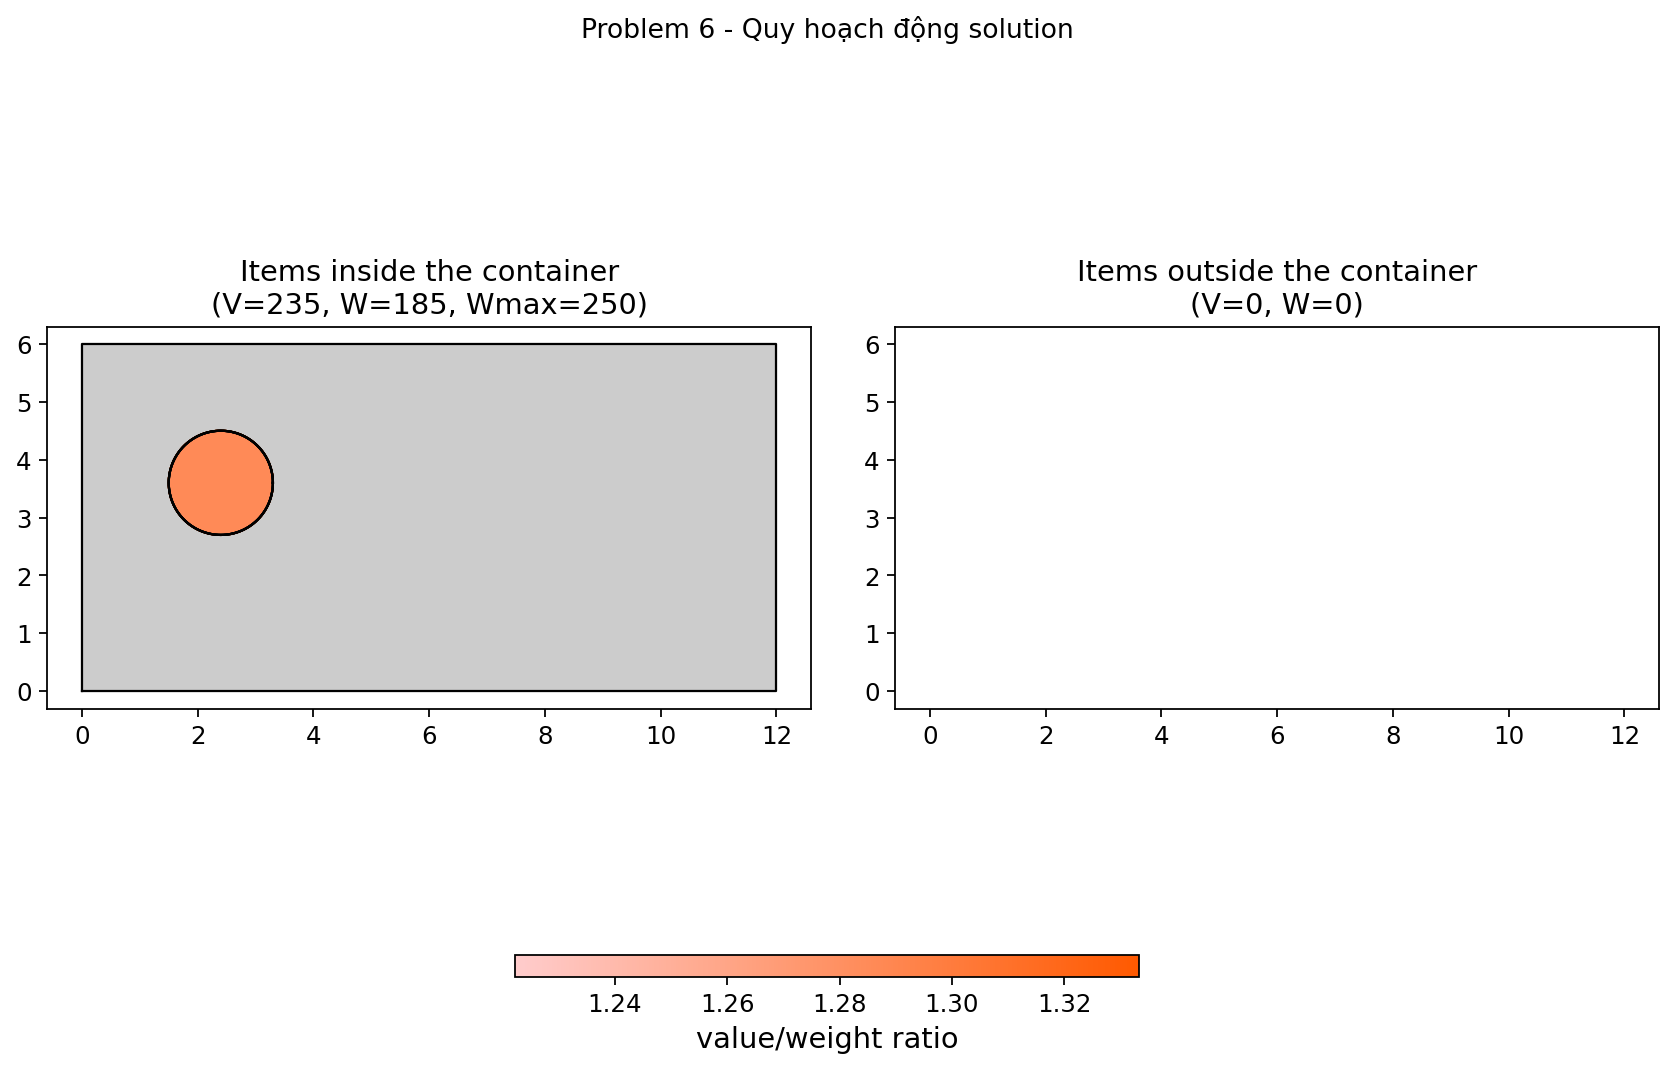 Problem 6 - Quy hoạch động solution
Items inside the container
(V=235, W=185, Wmax=250)
6
5
4
3
2
1
0
0 2 4 6 8 10 12
Items outside the container
(V=0, W=0)
6
5
4
3
2
1
0
0 2 4 6 8 10 12
1.24 1.26 1.28 1.30 1.32
value/weight ratio